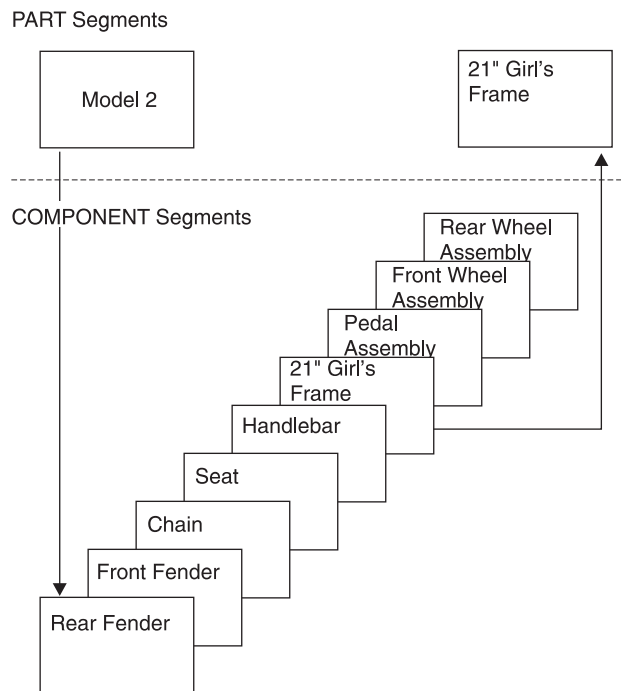 PART Segments
Model 2
21" Girl's
Frame
COMPONENT Segments
Rear Wheel
Assembly
Front Wheel
Assembly
Pedal
Assembly
21" Girl's
Frame
Handlebar
Seat
Chain
Front Fender
Rear Fender